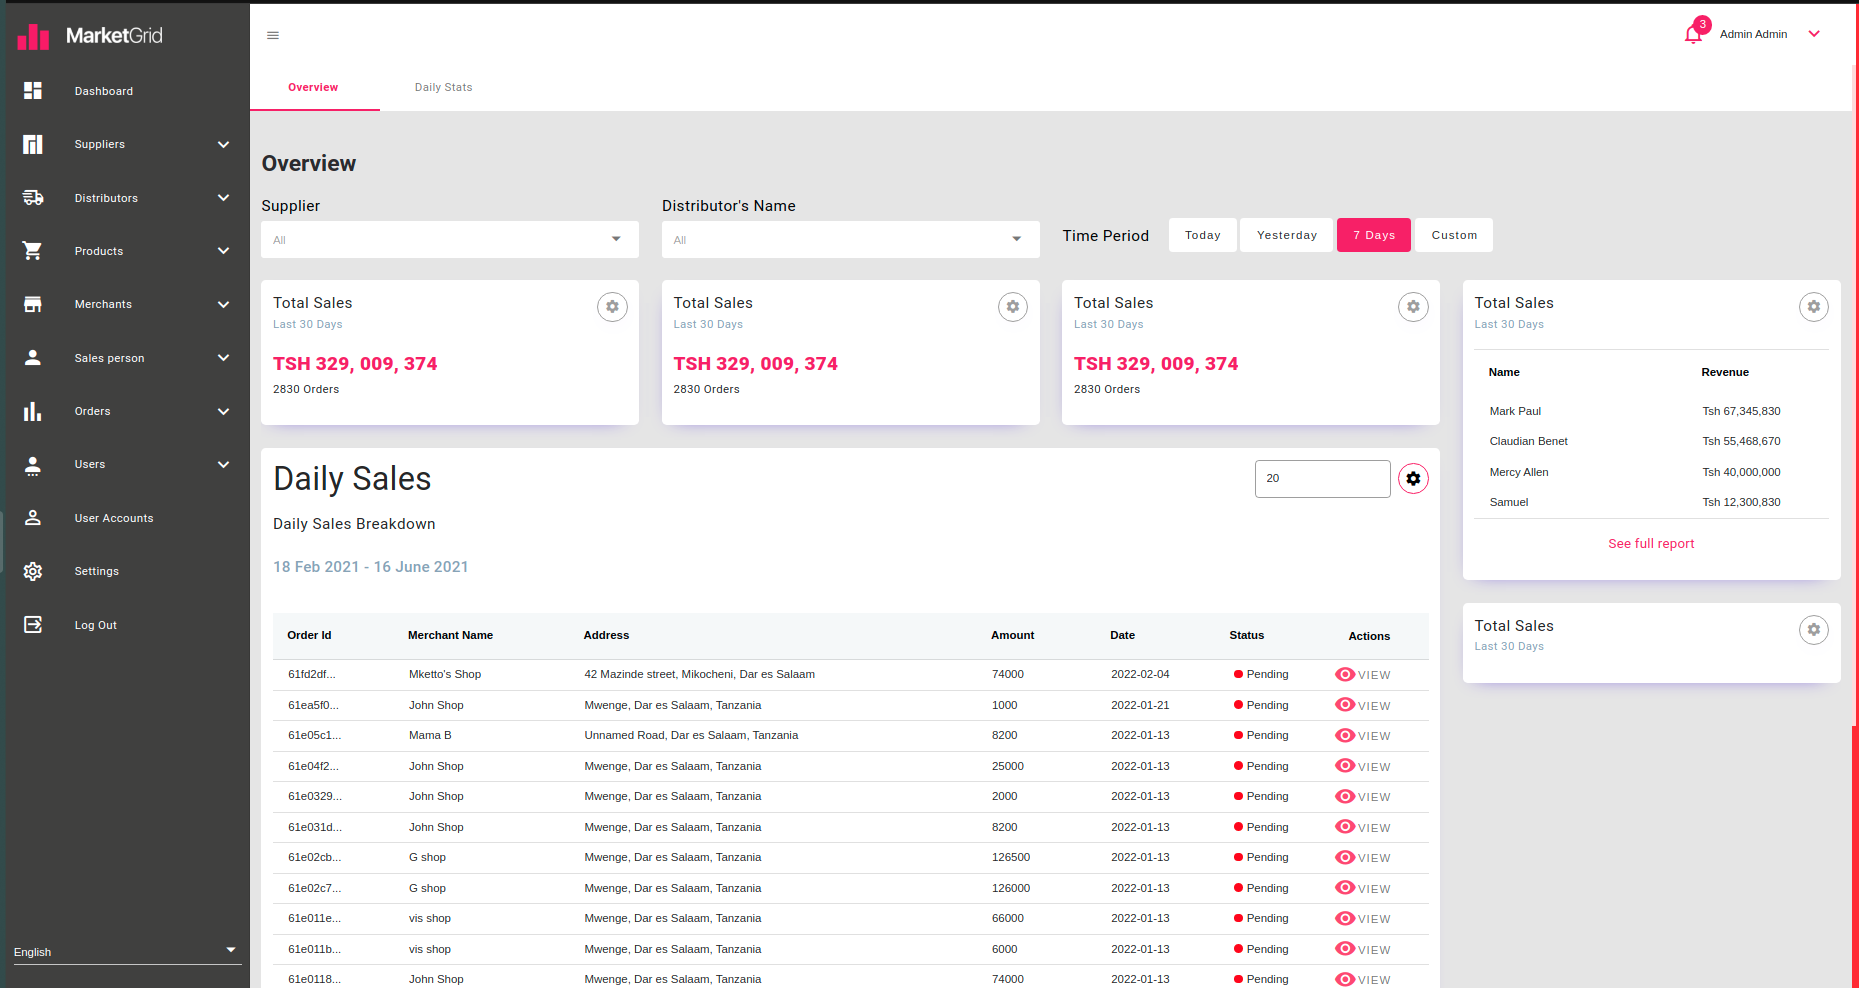 MarketGrid
Dashboard
Suppliers
Distributors
Products
Merchants
Sales person
Orders
Users
User Accounts
Settings
Log Out
English
3
Admin Admin
Overview Daily Stats
Overview
Supplier
All
Distributor's Name
All
Time Period Today Yesterday 7 Days Custom
Total Sales
Last 30 Days
TSH 329, 009, 374
2830 Orders
Total Sales
Last 30 Days
TSH 329, 009, 374
2830 Orders
Total Sales
Last 30 Days
TSH 329, 009, 374
2830 Orders
Total Sales
Last 30 Days
Name Revenue
Mark Paul Tsh 67,345,830
Claudian Benet Tsh 55,468,670
Mercy Allen Tsh 40,000,000
Samuel Tsh 12,300,830
See full report
Total Sales
Last 30 Days
Daily Sales
20
Daily Sales Breakdown
18 Feb 2021 - 16 June 2021
Order Id Merchant Name Address Amount Date Status Actions
61fd2df... Mketto's Shop 42 Mazinde street, Mikocheni, Dar es Salaam 74000 2022-02-04 Pending VIEW
61ea5f0... John Shop Mwenge, Dar es Salaam, Tanzania 1000 2022-01-21 Pending VIEW
61e05c1... Mama B Unnamed Road, Dar es Salaam, Tanzania 8200 2022-01-13 Pending VIEW
61e04f2... John Shop Mwenge, Dar es Salaam, Tanzania 25000 2022-01-13 Pending VIEW
61e0329... John Shop Mwenge, Dar es Salaam, Tanzania 2000 2022-01-13 Pending VIEW
61e031d... John Shop Mwenge, Dar es Salaam, Tanzania 8200 2022-01-13 Pending VIEW
61e02cb... G shop Mwenge, Dar es Salaam, Tanzania 126500 2022-01-13 Pending VIEW
61e02c7... G shop Mwenge, Dar es Salaam, Tanzania 126000 2022-01-13 Pending VIEW
61e011e... vis shop Mwenge, Dar es Salaam, Tanzania 66000 2022-01-13 Pending VIEW
61e011b... vis shop Mwenge, Dar es Salaam, Tanzania 6000 2022-01-13 Pending VIEW
61e0118... John Shop Mwenge, Dar es Salaam, Tanzania 74000 2022-01-13 Pending VIEW